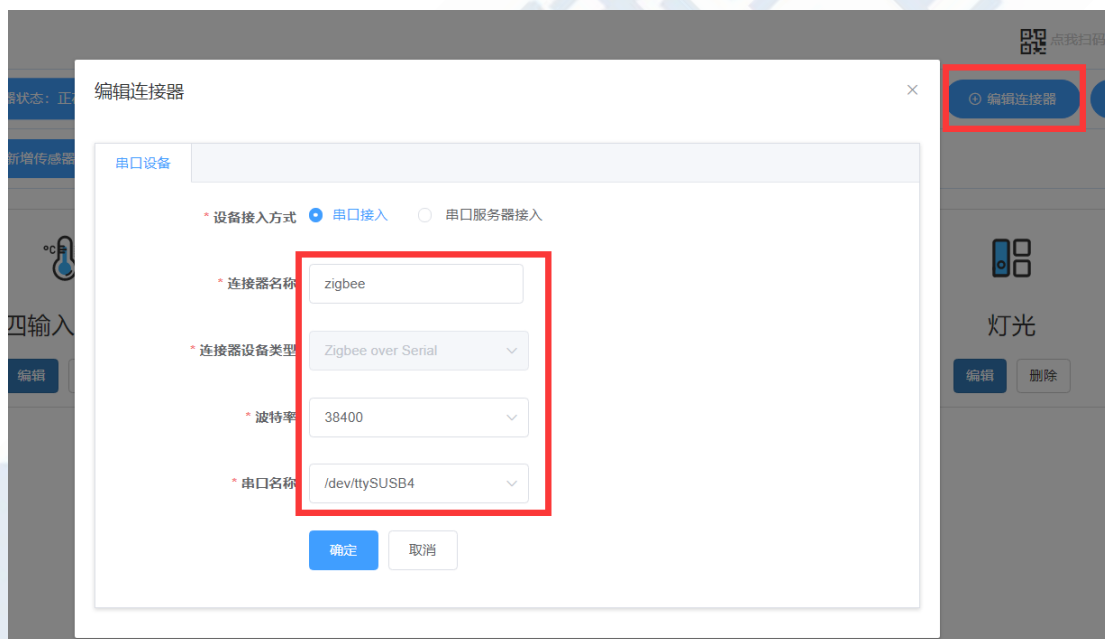 点我扫码
编辑连接器
编辑连接器
器状态: 正在
新增传感器
串口设备
* 设备接入方式 串口接入 串口服务器接入
* 连接器名称 zigbee
* 连接器设备类型 Zigbee over Serial
* 波特率 38400
* 串口名称 /dev/ttySUSB4
确定 取消
°C
四输入
编辑
灯光
编辑 删除